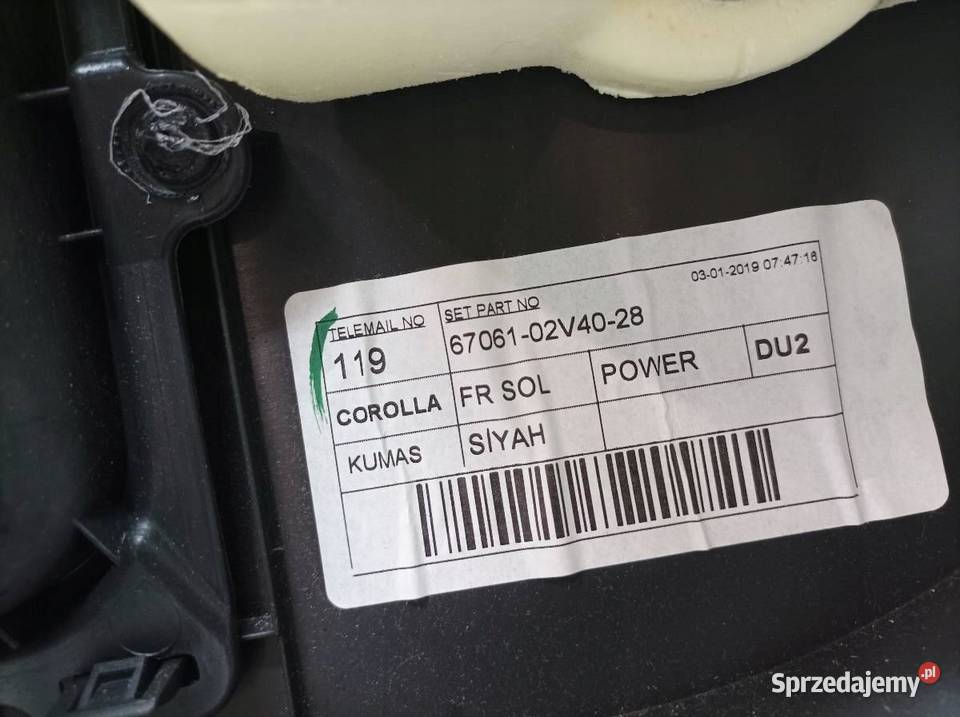 03-01-2019 07:47:16
TELEMAIL NO SET PART NO
119 67061-02V40-28
COROLLA FR SOL POWER DU2
KUMAS SİYAH
Sprzedajemy.pl